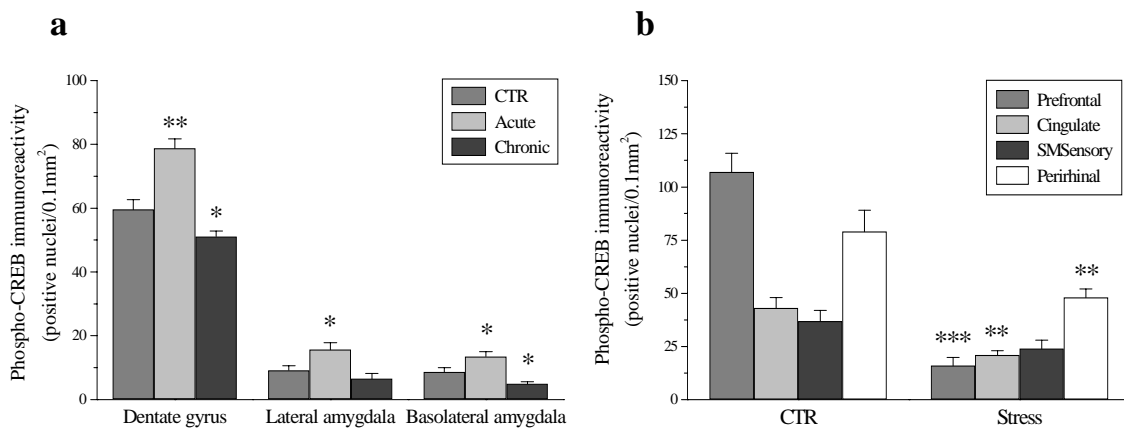 a
Phospho-CREB immunoreactivity
(positive nuclei/0.1mm²)
100
80
60
40
20
0
CTR
Acute
Chronic
**
*
*
*
*
Dentate gyrus
Lateral amygdala
Basolateral amygdala
b
Phospho-CREB immunoreactivity
(positive nuclei/0.1mm²)
150
125
100
75
50
25
0
Prefrontal
Cingulate
SMSensory
Perirhinal
***
**
**
CTR
Stress